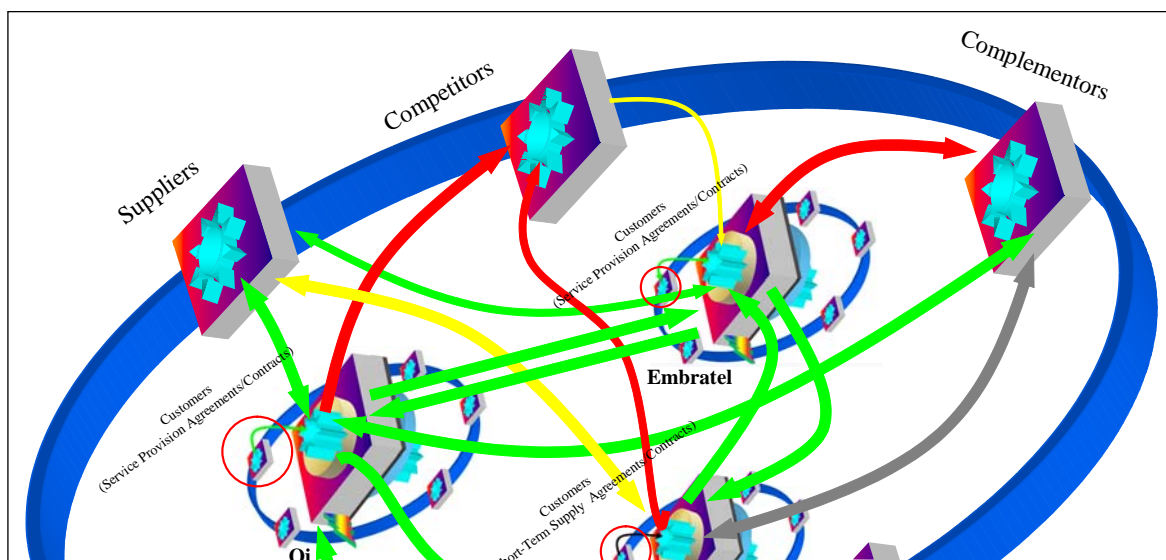 Complementors
Competitors
Suppliers
Customers
(Service Provision Agreements/Contracts)
Embratel
Customers
(Service Provision Agreements/Contracts)
Customers
hort-Term Supply Agreements/Contracts)
Oi